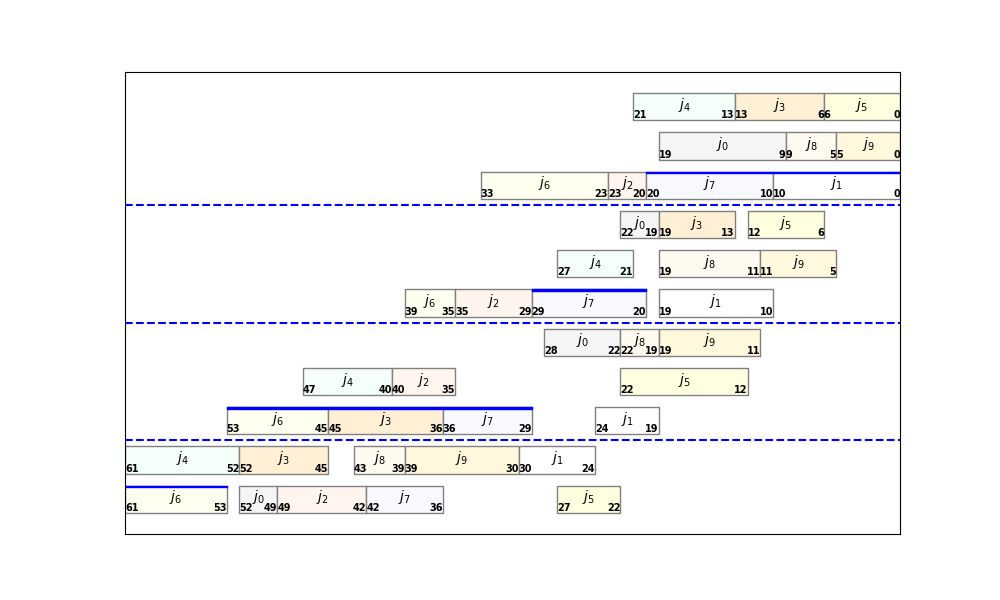 j4 j3 j5
21 13 13 6 6 0
j0 j8 j9
19 9 9 5 5 0
j6 j2 j7 j1
33 23 23 20 20 10 10 0
j0 j3 j5
22 19 19 13 12 6
j4 j8 j9
27 21 19 11 11 5
j6 j2 j7 j1
39 35 35 29 29 20 19 10
j0 j8 j9
28 22 22 19 19 11
j4 j2 j5
47 40 40 35 22 12
j6 j3 j7 j1
53 45 45 36 36 29 24 19
j4 j3 j8 j9 j1
61 52 52 45 43 39 39 30 30 24
j6 j0 j2 j7 j5
61 53 52 49 49 42 42 36 27 22